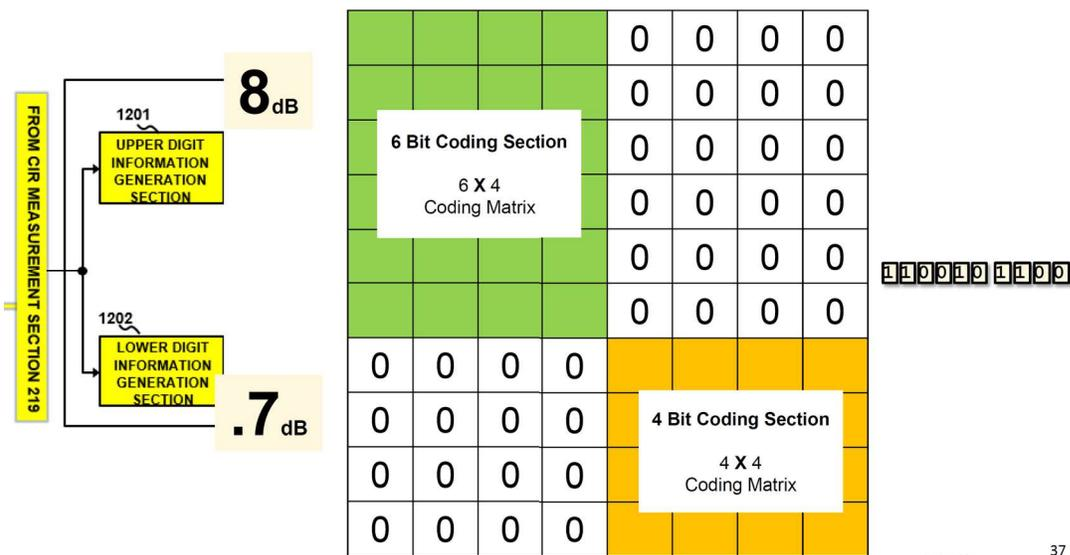 FROM CIR MEASUREMENT SECTION 219
8 dB
1201
UPPER DIGIT
INFORMATION
GENERATION
SECTION
1202
LOWER DIGIT
INFORMATION
GENERATION
SECTION
.7 dB
0 0 0 0
0 0 0 0
0 0 0 0
0 0 0 0
0 0 0 0
0 0 0 0
6 Bit Coding Section
6 X 4
Coding Matrix
0 0 0 0
0 0 0 0
0 0 0 0
0 0 0 0
4 Bit Coding Section
4 X 4
Coding Matrix
110010 1100
37